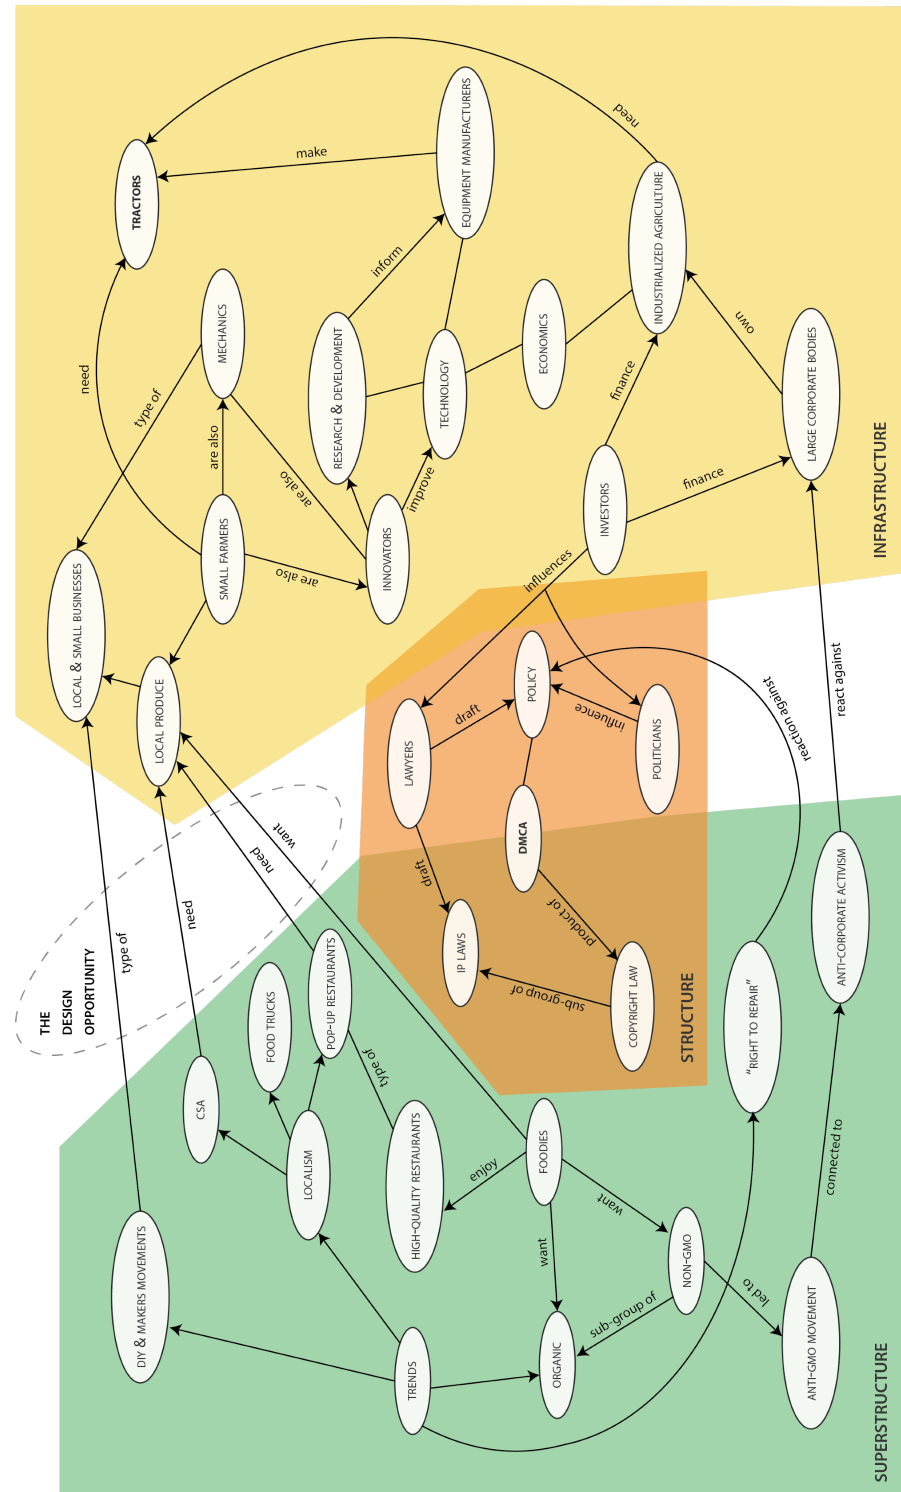 SUPERSTRUCTURE
STRUCTURE
INFRASTRUCTURE
THE
DESIGN
OPPORTUNITY
DIY & MAKERS MOVEMENTS
type of
LOCAL & SMALL BUSINESSES
type of
need
TRACTORS
CSA
need
LOCAL PRODUCE
SMALL FARMERS
are also
MECHANICS
are also
are also
make
need
FOOD TRUCKS
LOCALISM
POP-UP RESTAURANTS
need
want
type of
TRENDS
HIGH-QUALITY RESTAURANTS
enjoy
INNOVATORS
improve
RESEARCH & DEVELOPMENT
inform
TECHNOLOGY
EQUIPMENT MANUFACTURERS
ECONOMICS
FOODIES
want
want
ORGANIC
sub-group of
NON-GMO
led to
ANTI-GMO MOVEMENT
connected to
ANTI-CORPORATE ACTIVISM
react against
LARGE CORPORATE BODIES
own
INDUSTRIALIZED AGRICULTURE
finance
finance
INVESTORS
influences
LAWYERS
draft
draft
IP LAWS
POLICY
DMCA
product of
sub-group of
COPYRIGHT LAW
influence
POLITICIANS
"RIGHT TO REPAIR"
reaction against